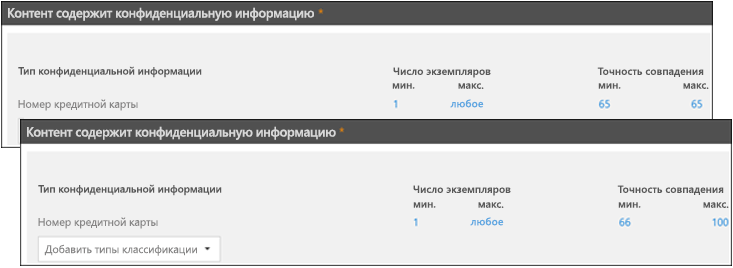 Контент содержит конфиденциальную информацию *
Тип конфиденциальной информации Число экземпляров Точность совпадения
мин. макс. мин. макс.
Номер кредитной карты 1 любое 65 65
Контент содержит конфиденциальную информацию *
Тип конфиденциальной информации Число экземпляров Точность совпадения
мин. макс. мин. макс.
Номер кредитной карты 1 любое 66 100
Добавить типы классификации